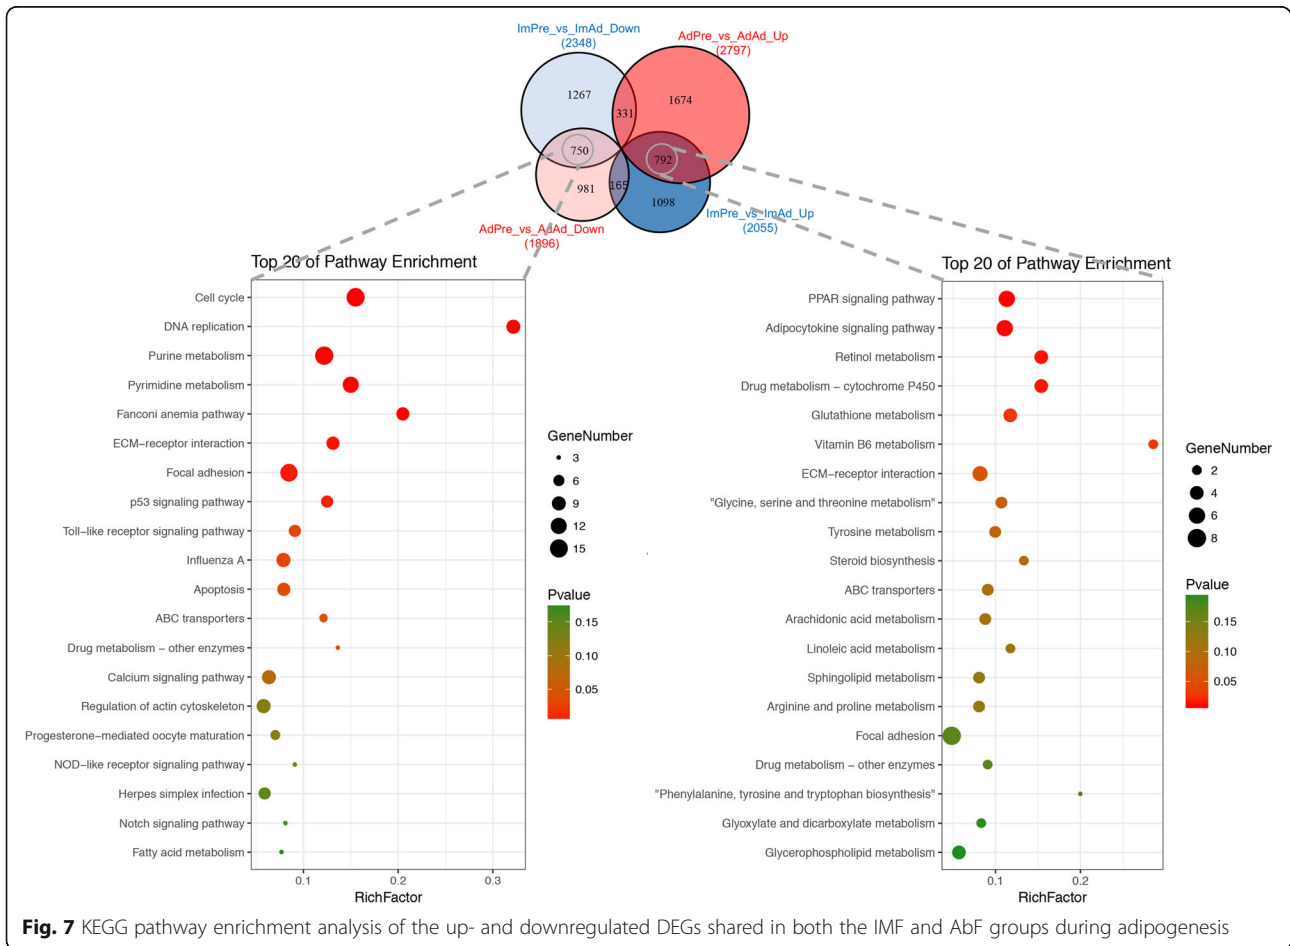 ImPre_vs_ImAd_Down
(2348)
AdPre_vs_AdAd_Up
(2797)
1267
331
1674
750
792
981
165
1098
AdPre_vs_AdAd_Down
(1896)
ImPre_vs_ImAd_Up
(2055)
Top 20 of Pathway Enrichment
Cell cycle
DNA replication
Purine metabolism
Pyrimidine metabolism
Fanconi anemia pathway
ECM−receptor interaction
Focal adhesion
p53 signaling pathway
Toll−like receptor signaling pathway
Influenza A
Apoptosis
ABC transporters
Drug metabolism − other enzymes
Calcium signaling pathway
Regulation of actin cytoskeleton
Progesterone−mediated oocyte maturation
NOD−like receptor signaling pathway
Herpes simplex infection
Notch signaling pathway
Fatty acid metabolism
0.1 0.2 0.3
RichFactor
GeneNumber
3
6
9
12
15
Pvalue
0.15
0.10
0.05
Top 20 of Pathway Enrichment
PPAR signaling pathway
Adipocytokine signaling pathway
Retinol metabolism
Drug metabolism − cytochrome P450
Glutathione metabolism
Vitamin B6 metabolism
ECM−receptor interaction
"Glycine, serine and threonine metabolism"
Tyrosine metabolism
Steroid biosynthesis
ABC transporters
Arachidonic acid metabolism
Linoleic acid metabolism
Sphingolipid metabolism
Arginine and proline metabolism
Focal adhesion
Drug metabolism − other enzymes
"Phenylalanine, tyrosine and tryptophan biosynthesis"
Glyoxylate and dicarboxylate metabolism
Glycerophospholipid metabolism
0.1 0.2
RichFactor
GeneNumber
2
4
6
8
Pvalue
0.15
0.10
0.05
Fig. 7 KEGG pathway enrichment analysis of the up- and downregulated DEGs shared in both the IMF and AbF groups during adipogenesis